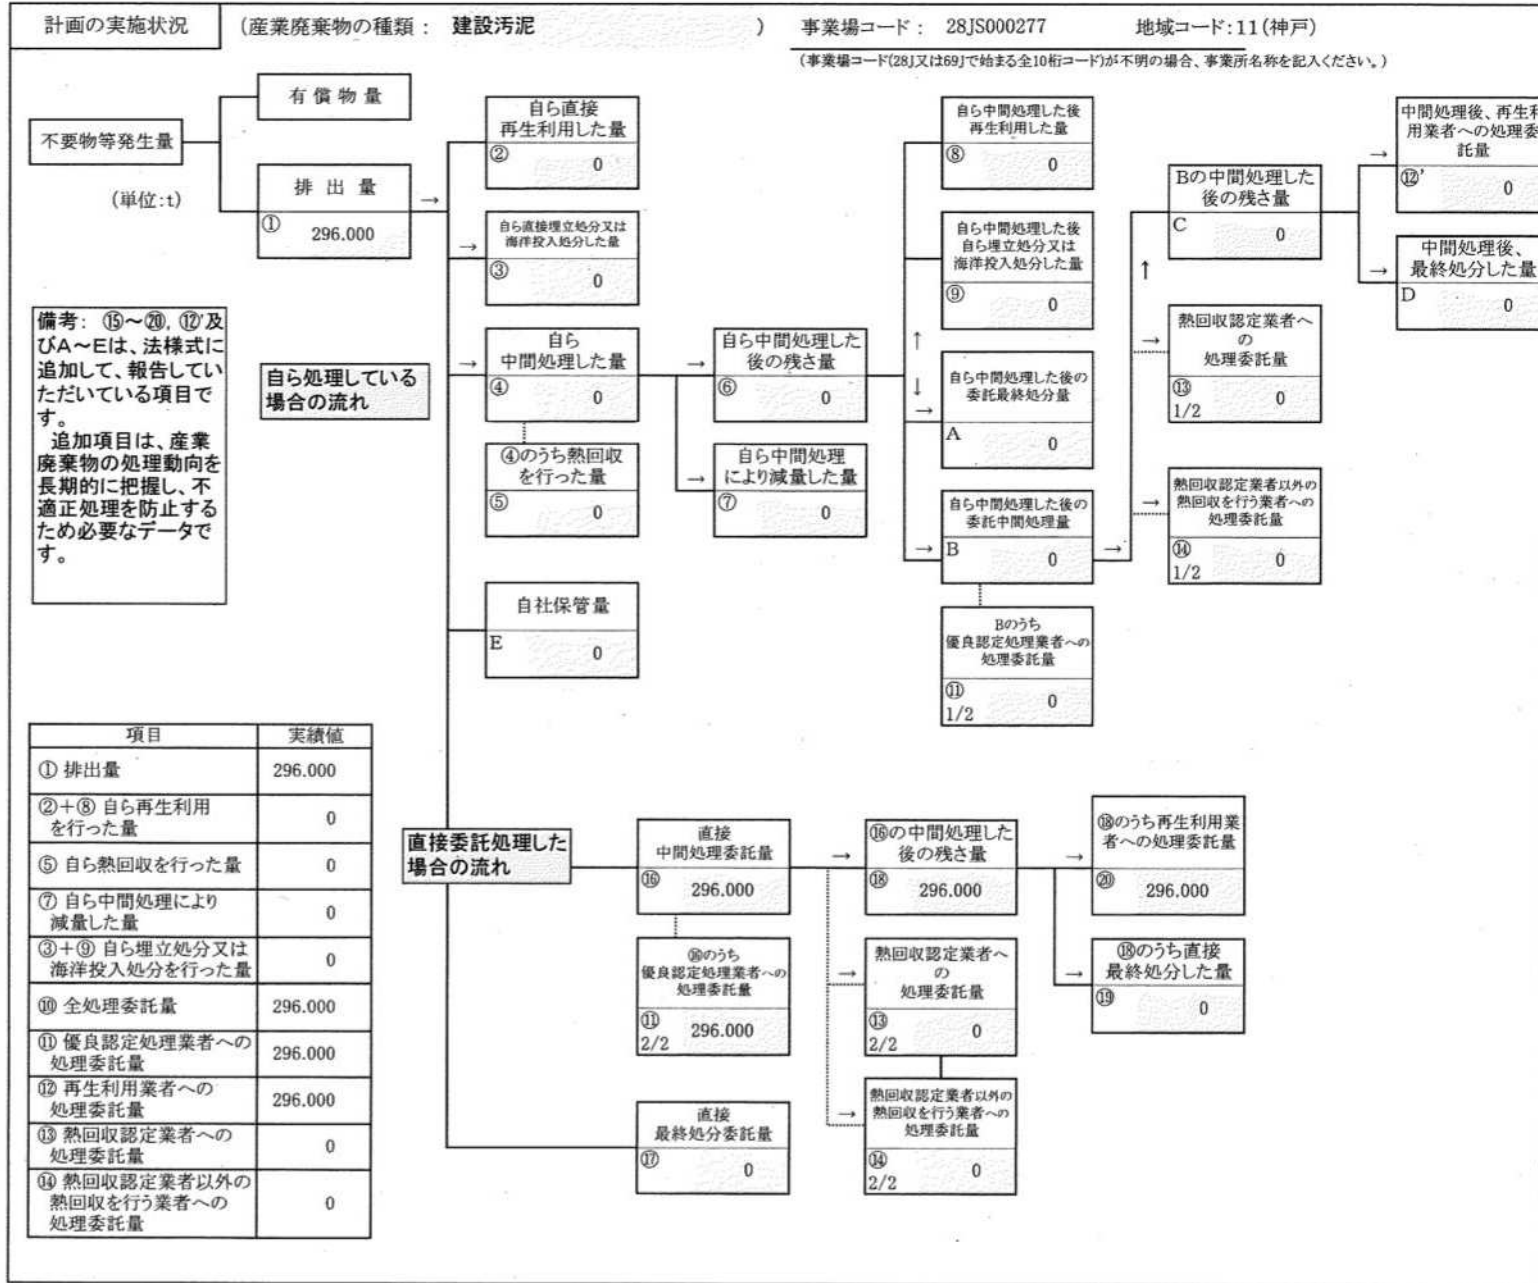 計画の実施状況
(産業廃棄物の種類： 建設汚泥 )
事業場コード： 28JS000277 地域コード:11(神戸)
(事業場コード(28J又は69Jで始まる全10桁コード)が不明の場合、事業所名称を記入ください。)
不要物等発生量
(単位:t)
有償物量
排出量
① 296.000
→
備考： ⑮～⑳, ⑫'及
びA～Eは、法様式に
追加して、報告してい
ただいている項目で
す。
追加項目は、産業
廃棄物の処理動向を
長期的に把握し、不
適正処理を防止する
ため必要なデータで
す。
自ら処理している
場合の流れ
自ら直接
再生利用した量
② 0
→
自ら直接埋立処分又は
海洋投入処分した量
③ 0
→
自ら
中間処理した量
④ 0
④のうち熱回収
を行った量
⑤ 0
自社保管量
E 0
→
自ら中間処理した
後の残さ量
⑥ 0
→
自ら中間処理
により減量した量
⑦ 0
自ら中間処理した後
再生利用した量
⑧ 0
自ら中間処理した後
自ら埋立処分又は
海洋投入処分した量
⑨ 0
↑
↓
→
自ら中間処理した後の
委託最終処分量
A 0
→
自ら中間処理した後の
委託中間処理量
B 0
→
Bのうち
優良認定処理業者への
処理委託量
⑪
1/2 0
↑
Bの中間処理した
後の残さ量
C 0
→
熱回収認定業者へ
の
処理委託量
⑬
1/2 0
→
熱回収認定業者以外の
熱回収を行う業者への
処理委託量
⑭
1/2 0
→
中間処理後、再生利
用業者への処理委
託量
⑫' 0
→
中間処理後、
最終処分した量
D 0
項目 実績値
① 排出量 296.000
②+⑧ 自ら再生利用
を行った量 0
⑤ 自ら熱回収を行った量 0
⑦ 自ら中間処理により
減量した量 0
③+⑨ 自ら埋立処分又は
海洋投入処分を行った量 0
⑩ 全処理委託量 296.000
⑪ 優良認定処理業者への
処理委託量 296.000
⑫ 再生利用業者への
処理委託量 296.000
⑬ 熱回収認定業者への
処理委託量 0
⑭ 熱回収認定業者以外の
熱回収を行う業者への
処理委託量 0
直接委託処理した
場合の流れ
直接
中間処理委託量
⑯ 296.000
⑯のうち
優良認定処理業者への
処理委託量
⑪
2/2 296.000
直接
最終処分委託量
⑰ 0
→
⑯の中間処理した
後の残さ量
⑱ 296.000
→
熱回収認定業者へ
の
処理委託量
⑬
2/2 0
→
熱回収認定業者以外の
熱回収を行う業者への
処理委託量
⑭
2/2 0
→
⑱のうち再生利用業
者への処理委託量
⑳ 296.000
→
⑱のうち直接
最終処分した量
⑲ 0